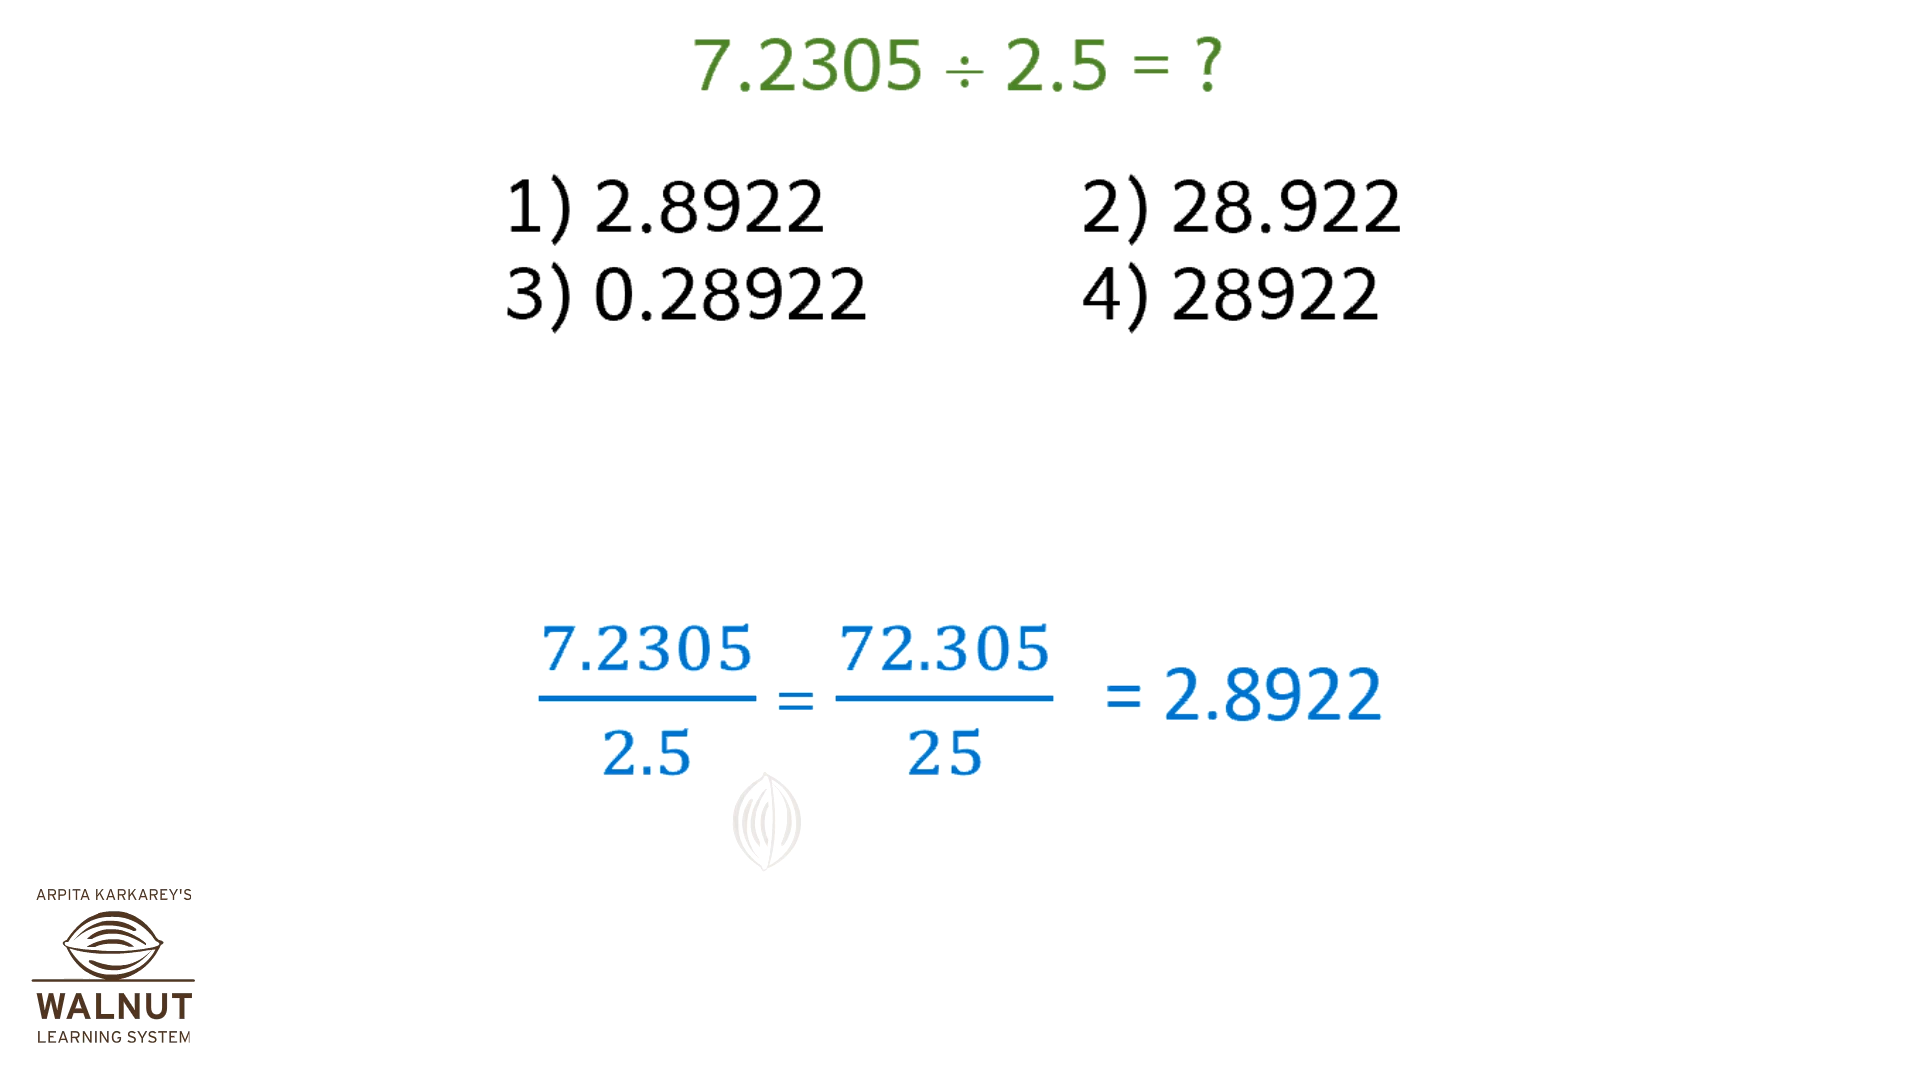 7.2305 ÷ 2.5 = ?
1) 2.8922 2) 28.922
3) 0.28922 4) 28922
7.2305 / 2.5 = 72.305 / 25 = 2.8922
ARPITA KARKAREY'S
WALNUT
LEARNING SYSTEM